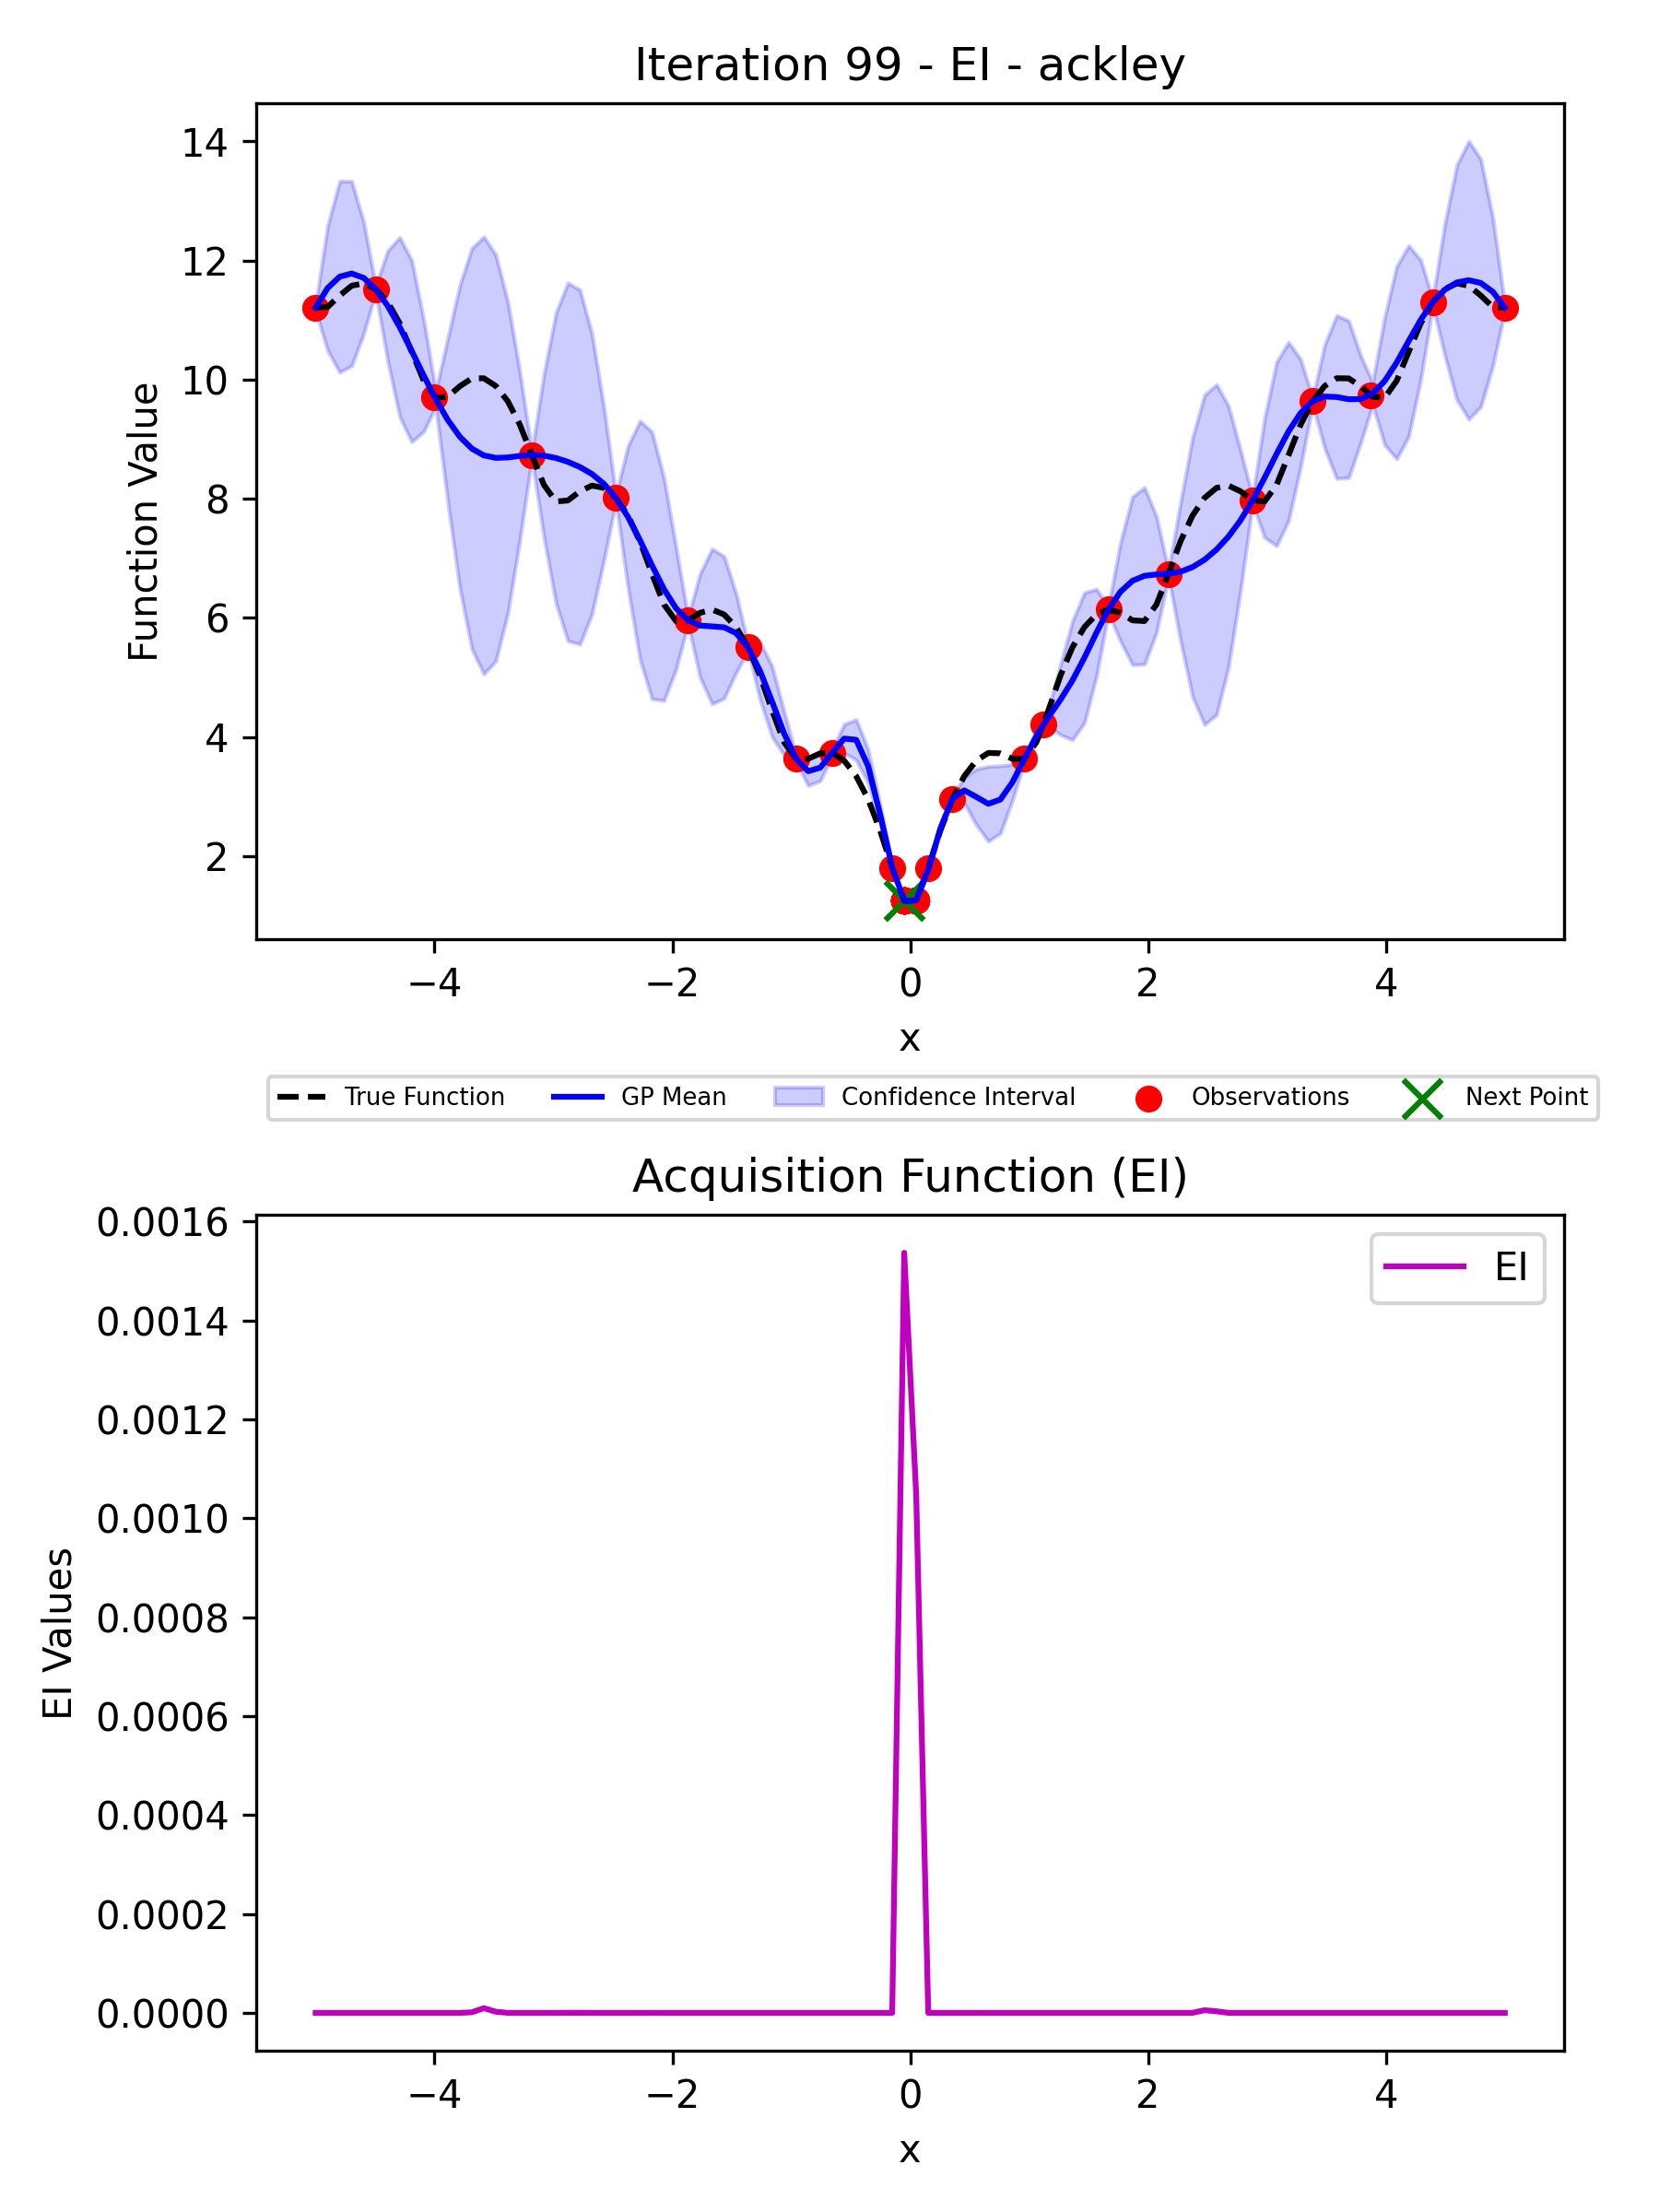 Iteration 99 - EI - ackley
Function Value
14
12
10
8
6
4
2
−4 −2 0 2 4
x
True Function GP Mean Confidence Interval Observations Next Point
Acquisition Function (EI)
EI Values
0.0016
0.0014
0.0012
0.0010
0.0008
0.0006
0.0004
0.0002
0.0000
EI
−4 −2 0 2 4
x